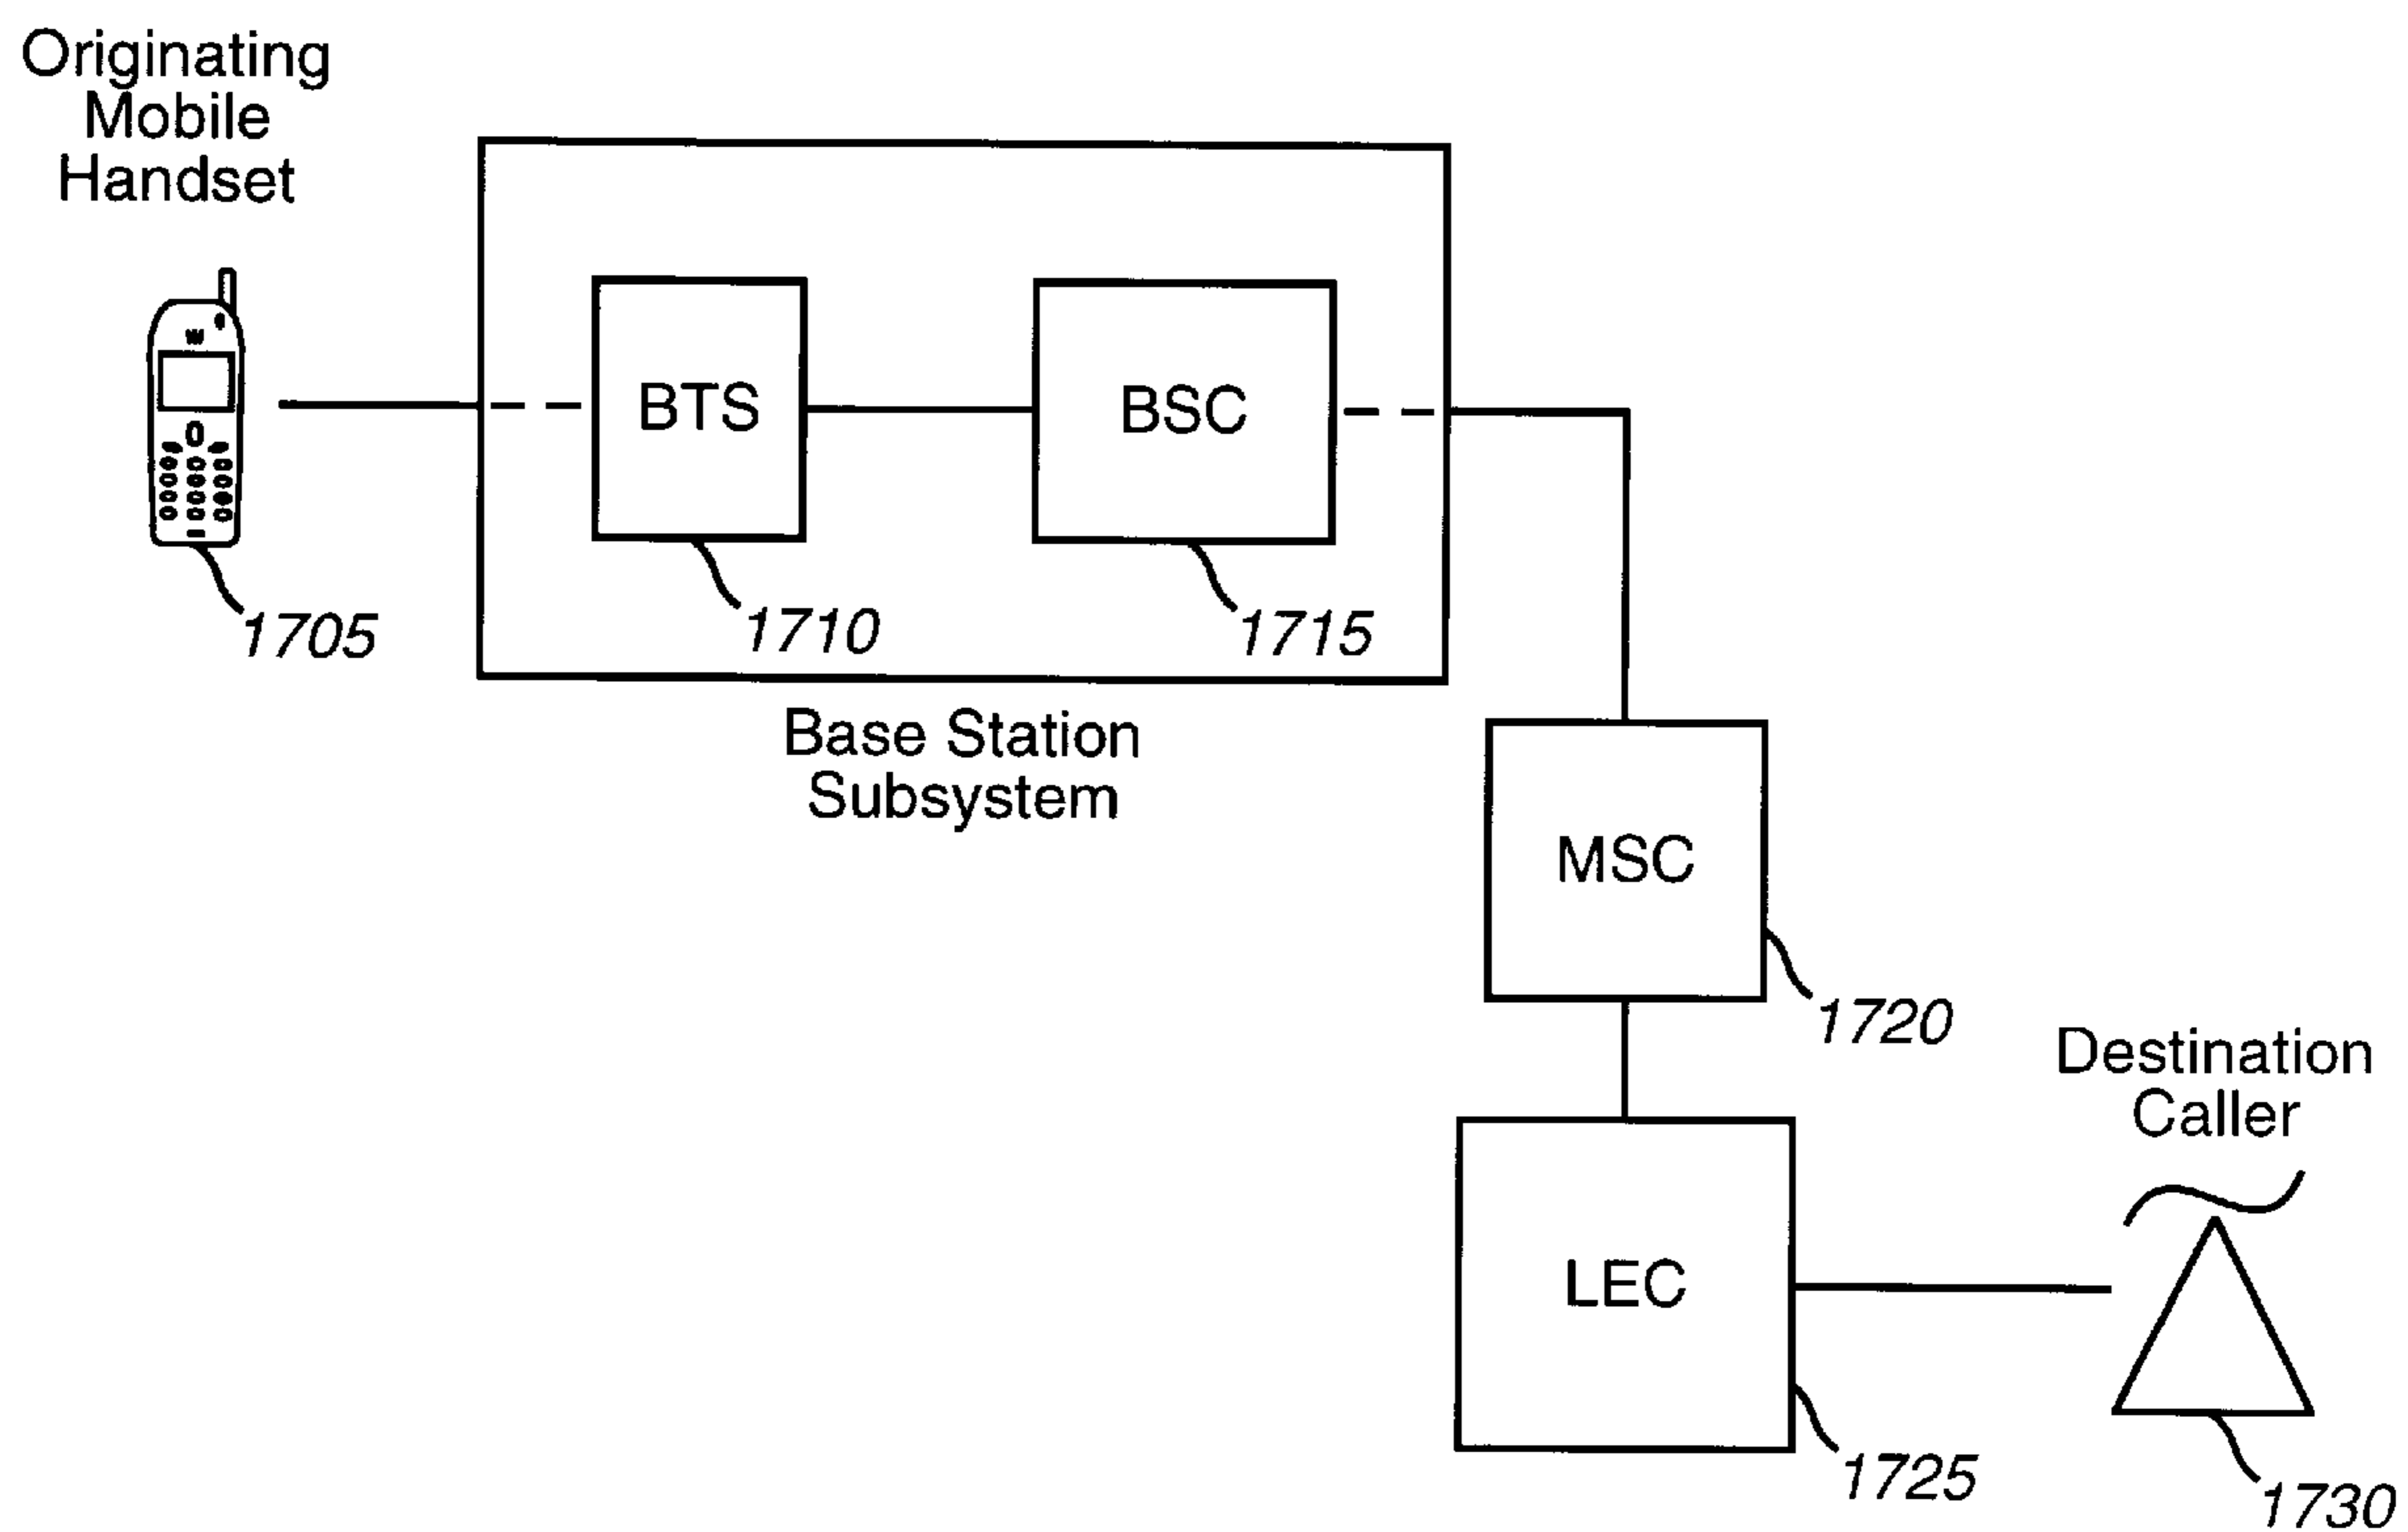 Originating
Mobile
Handset
BTS
BSC
1705
1710
1715
Base Station
Subsystem
MSC
1720
Destination
Caller
LEC
1725
1730